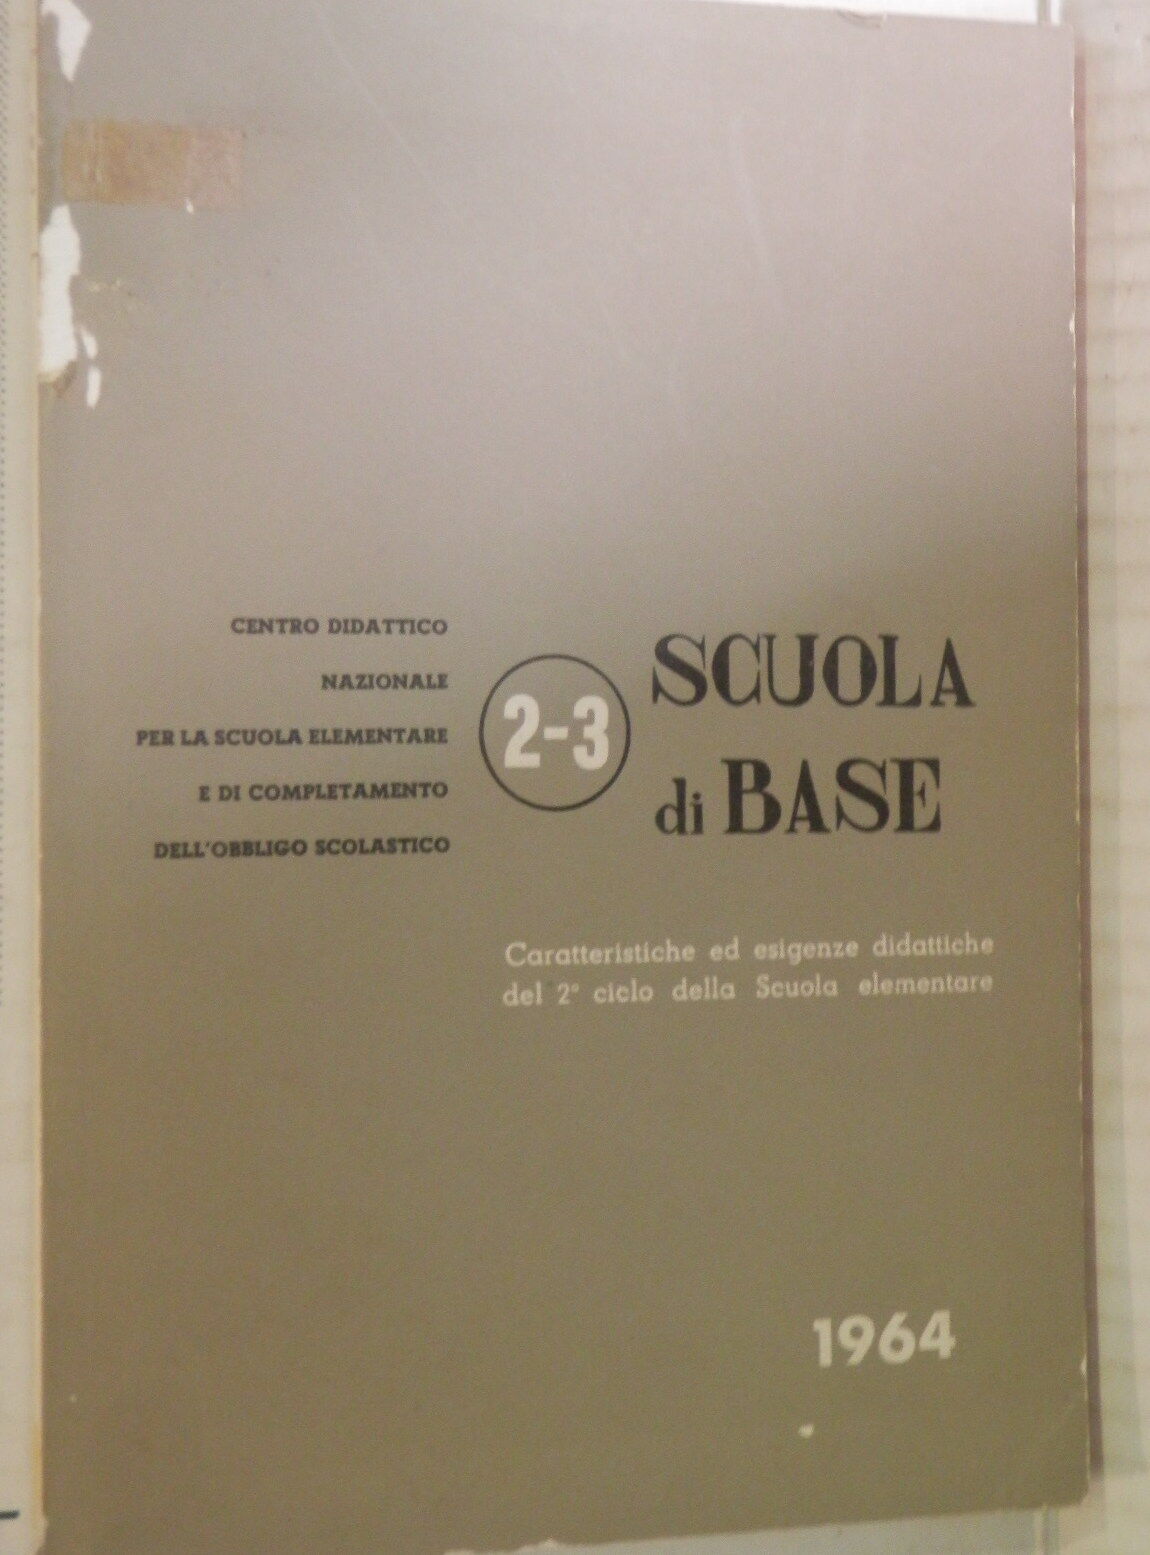 CENTRO DIDATTICO
NAZIONALE
PER LA SCUOLA ELEMENTARE
E DI COMPLETAMENTO
DELL'OBBLIGO SCOLASTICO
2-3
SCUOLA
di BASE
Caratteristiche ed esigenze didattiche
del 2° ciclo della Scuola elementare
1964